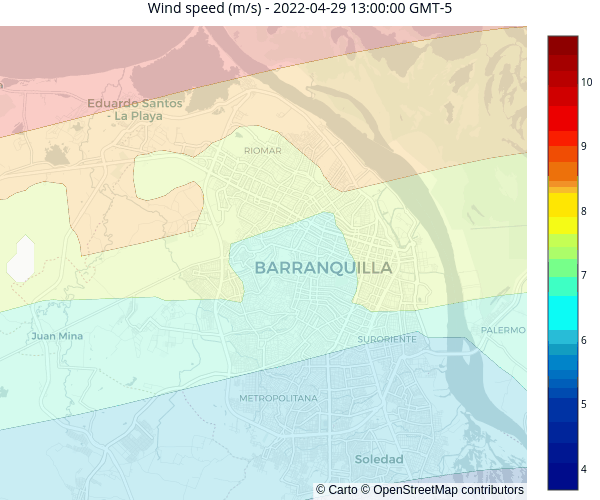 Wind speed (m/s) - 2022-04-29 13:00:00 GMT-5
10
Eduardo Santos
- La Playa
RIOMAR
9
8
BARRANQUILLA
7
Juan Mina
SURORIENTE
PALERMO
6
METROPOLITANA
5
Soledad
4
© Carto © OpenStreetMap contributors